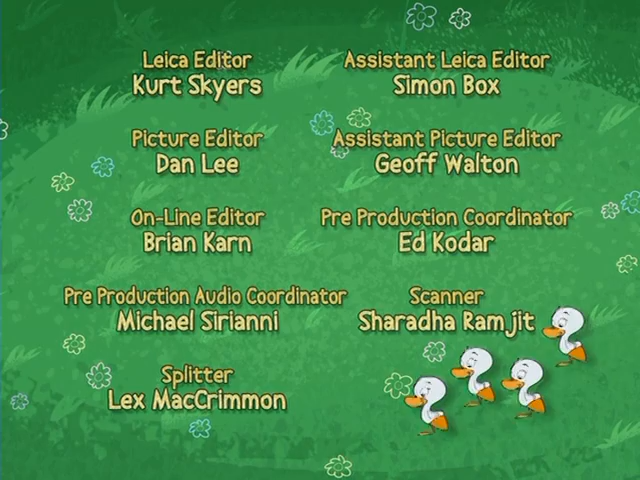 Leica Editor
Kurt Skyers
Assistant Leica Editor
Simon Box
Picture Editor
Dan Lee
Assistant Picture Editor
Geoff Walton
On-Line Editor
Brian Karn
Pre Production Coordinator
Ed Kodar
Pre Production Audio Coordinator
Michael Sirianni
Scanner
Sharadha Ramjit
Splitter
Lex MacCrimmon